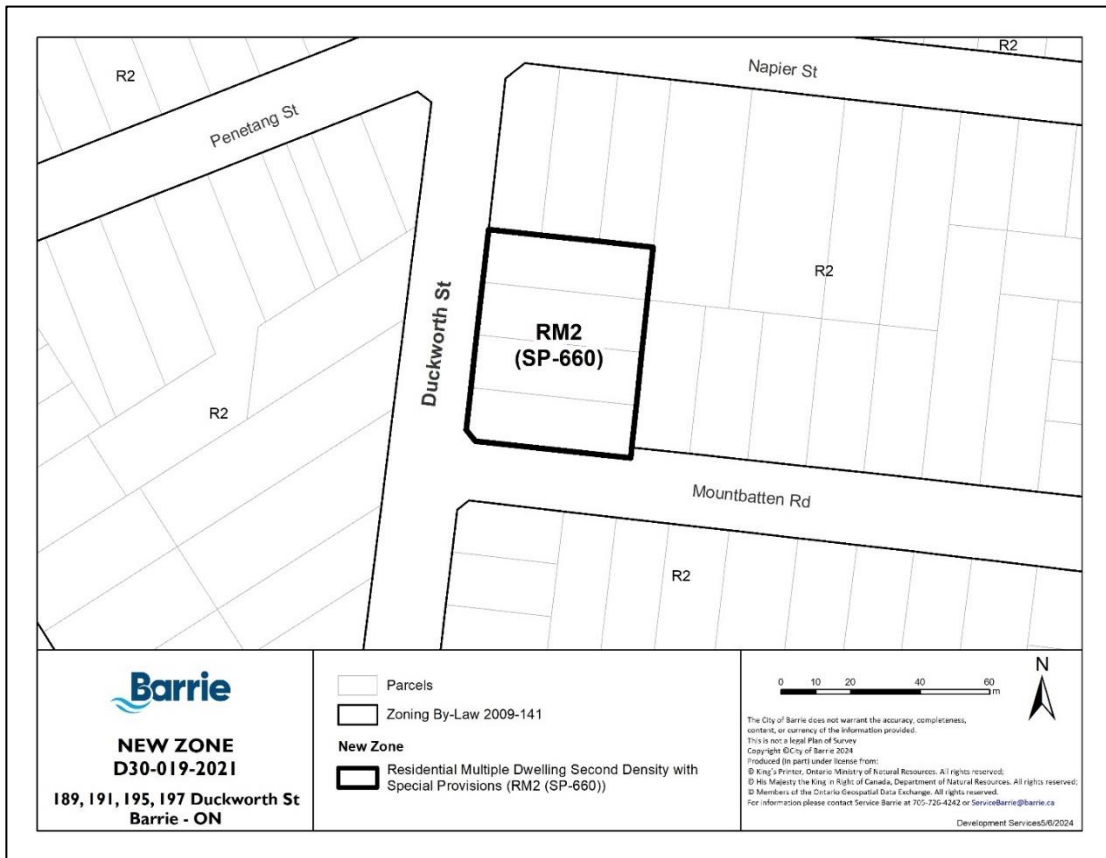 R2
R2
Napier St
Penetang St
R2
Duckworth St
RM2
(SP-660)
R2
Mountbatten Rd
R2
Barrie
NEW ZONE
D30-019-2021
189, 191, 195, 197 Duckworth St
Barrie - ON
Parcels
Zoning By-Law 2009-141
New Zone
Residential Multiple Dwelling Second Density with
Special Provisions (RM2 (SP-660))
N
0 10 20 40 60
m
The City of Barrie does not warrant the accuracy, completeness,
content, or currency of the information provided.
This is not a legal Plan of Survey
Copyright ©City of Barrie 2024
Produced (in part) under license from:
© King's Printer, Ontario Ministry of Natural Resources. All rights reserved;
© His Majesty the King in Right of Canada, Department of Natural Resources. All rights reserved;
© Members of the Ontario Geospatial Data Exchange. All rights reserved.
For information please contact Service Barrie at 705-726-4242 or ServiceBarrie@barrie.ca
Development Services5/6/2024